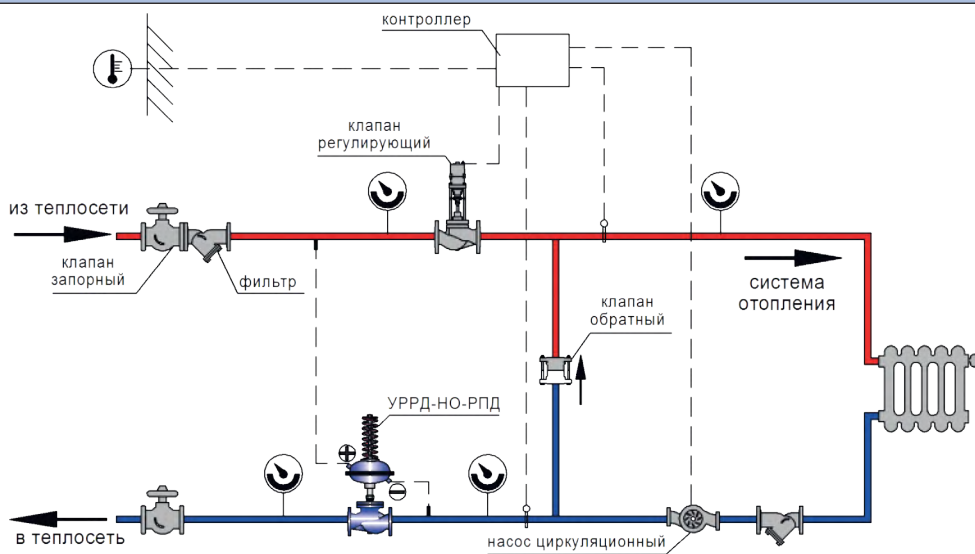 контроллер
клапан
регулирующий
из теплосети
клапан
запорный
фильтр
система
отопления
клапан
обратный
УРРД-НО-РПД
в теплосеть
насос циркуляционный